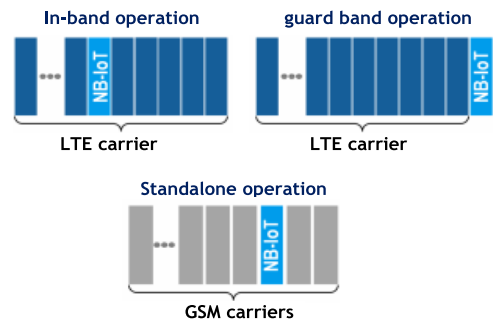 In-band operation
guard band operation
NB-IoT
NB-IoT
LTE carrier
LTE carrier
Standalone operation
NB-IoT
GSM carriers